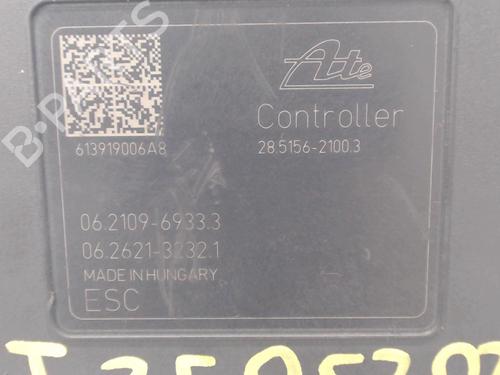 Ate
613919006A8
Controller
28.5156-2100.3
06.2109-6933.3
06.2621-3232.1
MADE IN HUNGARY
ESC
B-PARTS